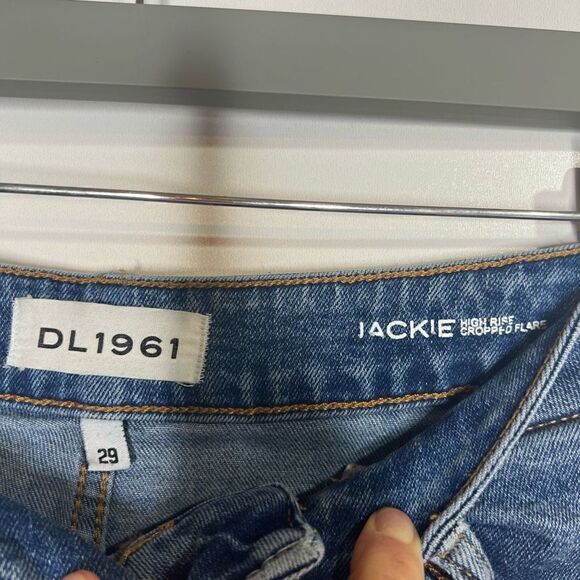 DL1961
JACKIE HIGH RISE
CROPPED FLARE
29